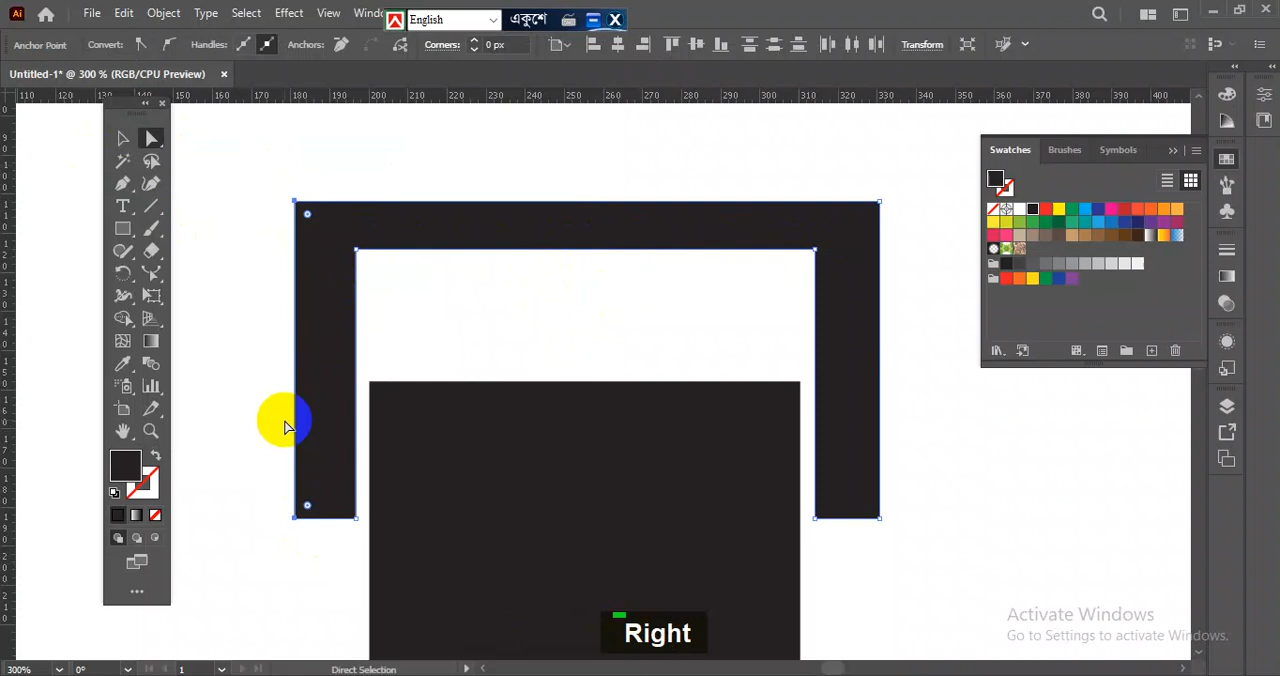 Ai File Edit Object Type Select Effect View Windo English একুশে
Anchor Point Convert: Handles: Anchors: Corners: 0 px Transform
Untitled-1* @ 300 % (RGB/CPU Preview)
110 120 130 140 150 160 170 180 190 200 210 220 230 240 250 260 270 280 290 300 310 320 330 340 350 360 370 380 390 400
Swatches Brushes Symbols
Right
Activate Windows
Go to Settings to activate Windows.
300% 0° 1 Direct Selection